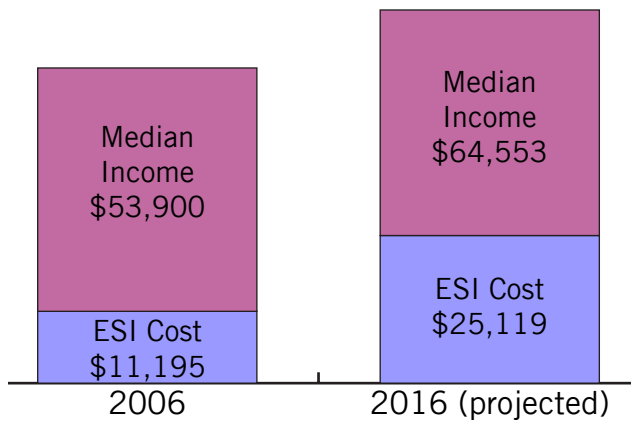 Median
Income
$53,900
ESI Cost
$11,195
2006
Median
Income
$64,553
ESI Cost
$25,119
2016 (projected)